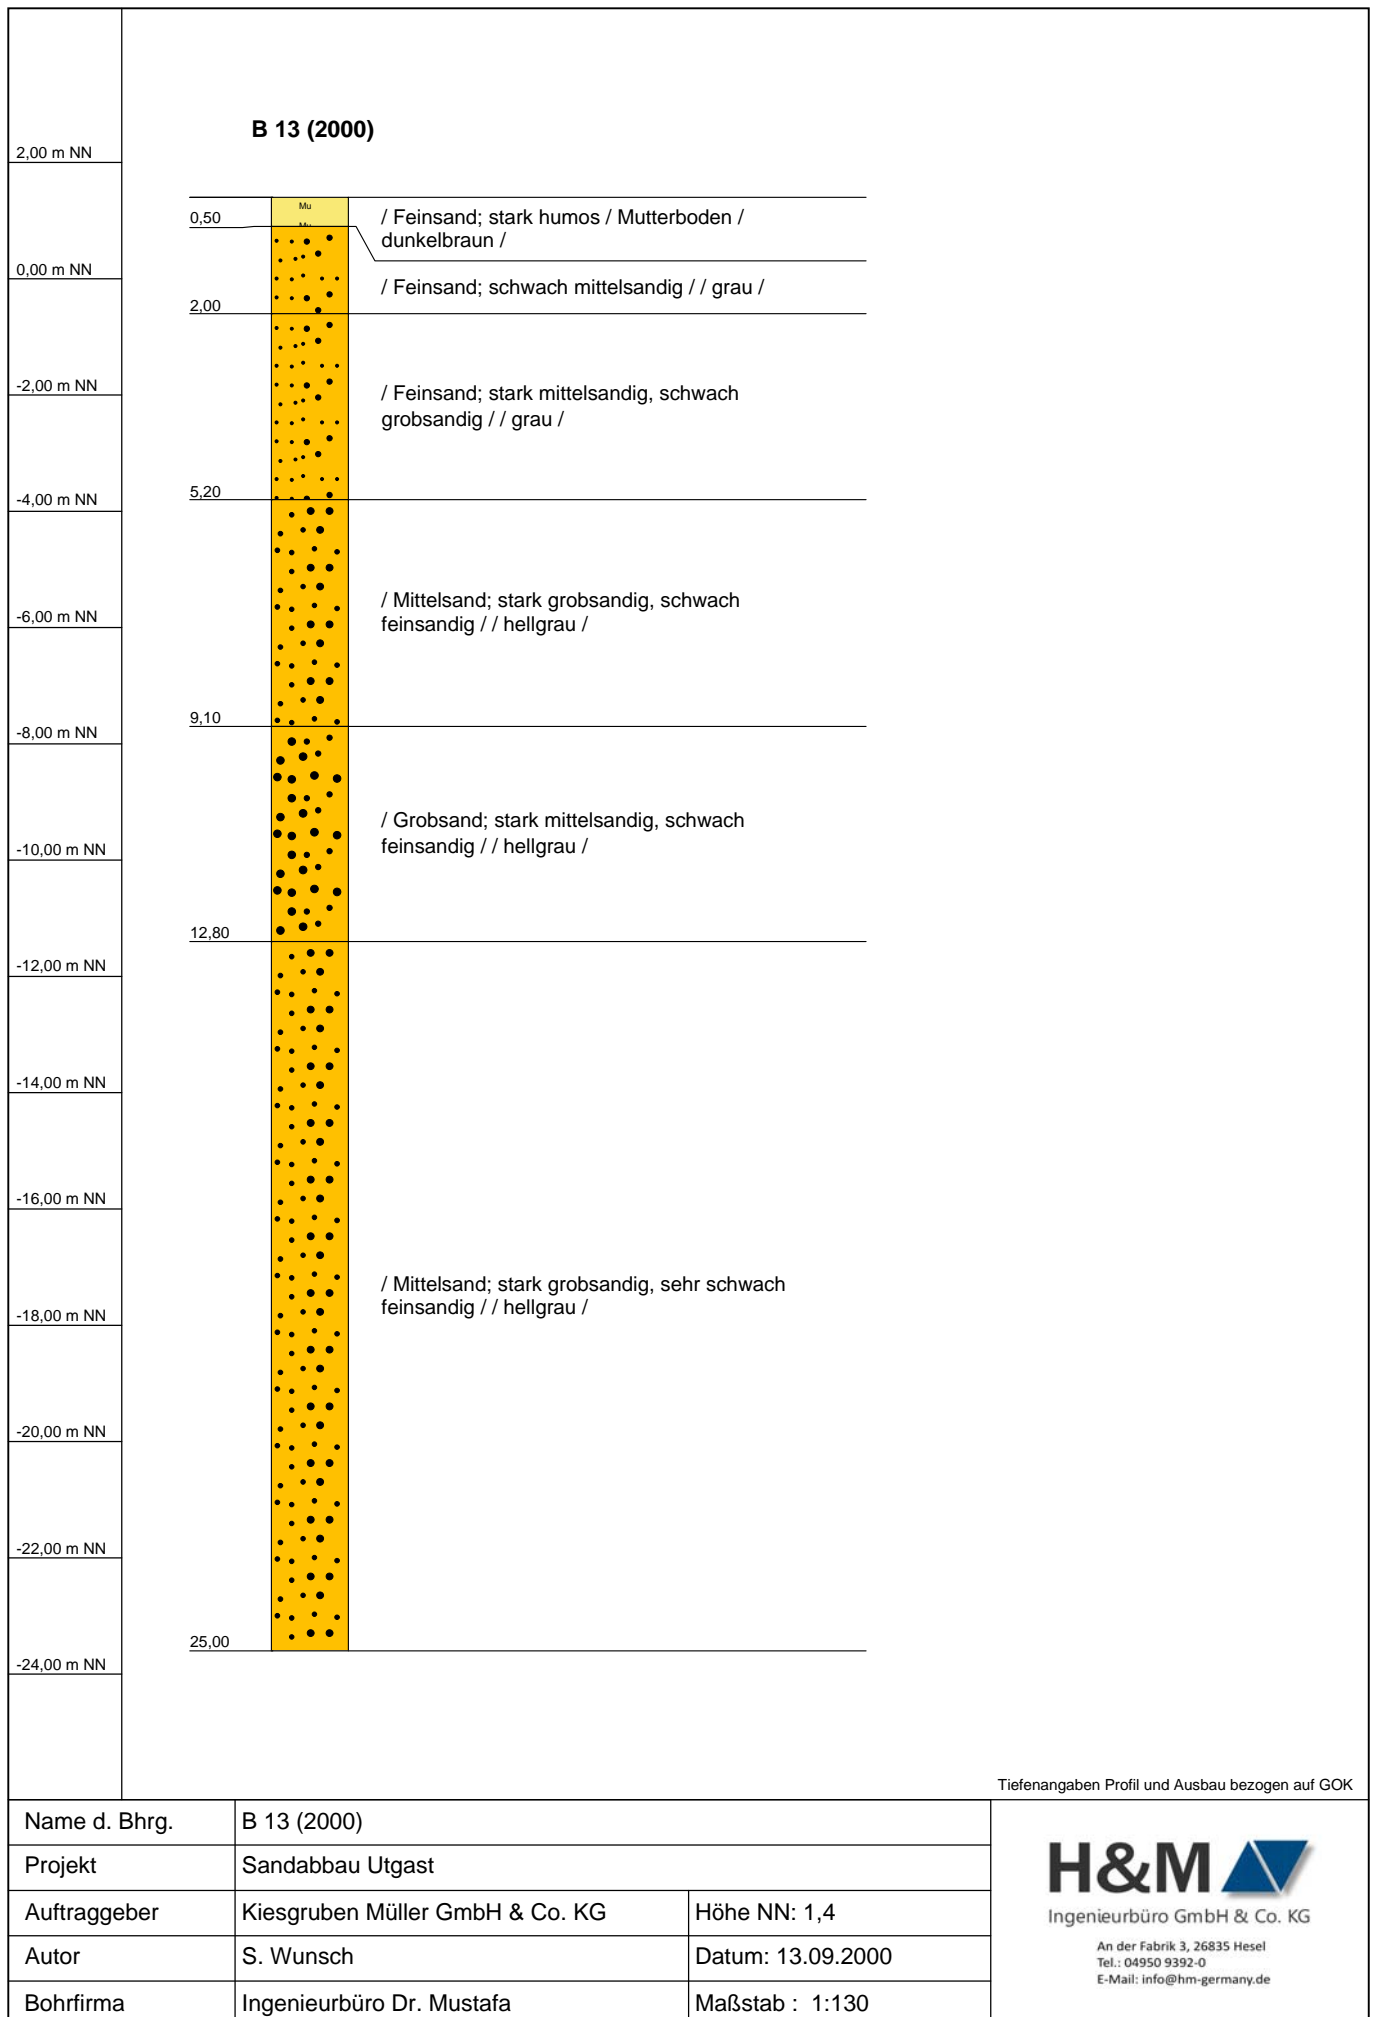 B 13 (2000)
2,00 m NN
0,00 m NN
-2,00 m NN
-4,00 m NN
-6,00 m NN
-8,00 m NN
-10,00 m NN
-12,00 m NN
-14,00 m NN
-16,00 m NN
-18,00 m NN
-20,00 m NN
-22,00 m NN
-24,00 m NN
Mu
Mu
0,50
/ Feinsand; stark humos / Mutterboden /
dunkelbraun /
/ Feinsand; schwach mittelsandig / / grau /
2,00
/ Feinsand; stark mittelsandig, schwach
grobsandig / / grau /
5,20
/ Mittelsand; stark grobsandig, schwach
feinsandig / / hellgrau /
9,10
/ Grobsand; stark mittelsandig, schwach
feinsandig / / hellgrau /
12,80
/ Mittelsand; stark grobsandig, sehr schwach
feinsandig / / hellgrau /
25,00
Tiefenangaben Profil und Ausbau bezogen auf GOK
Name d. Bhrg. B 13 (2000)
Projekt Sandabbau Utgast
Auftraggeber Kiesgruben Müller GmbH & Co. KG Höhe NN: 1,4
Autor S. Wunsch Datum: 13.09.2000
Bohrfirma Ingenieurbüro Dr. Mustafa Maßstab : 1:130
H&M
Ingenieurbüro GmbH & Co. KG
An der Fabrik 3, 26835 Hesel
Tel.: 04950 9392-0
E-Mail: info@hm-germany.de